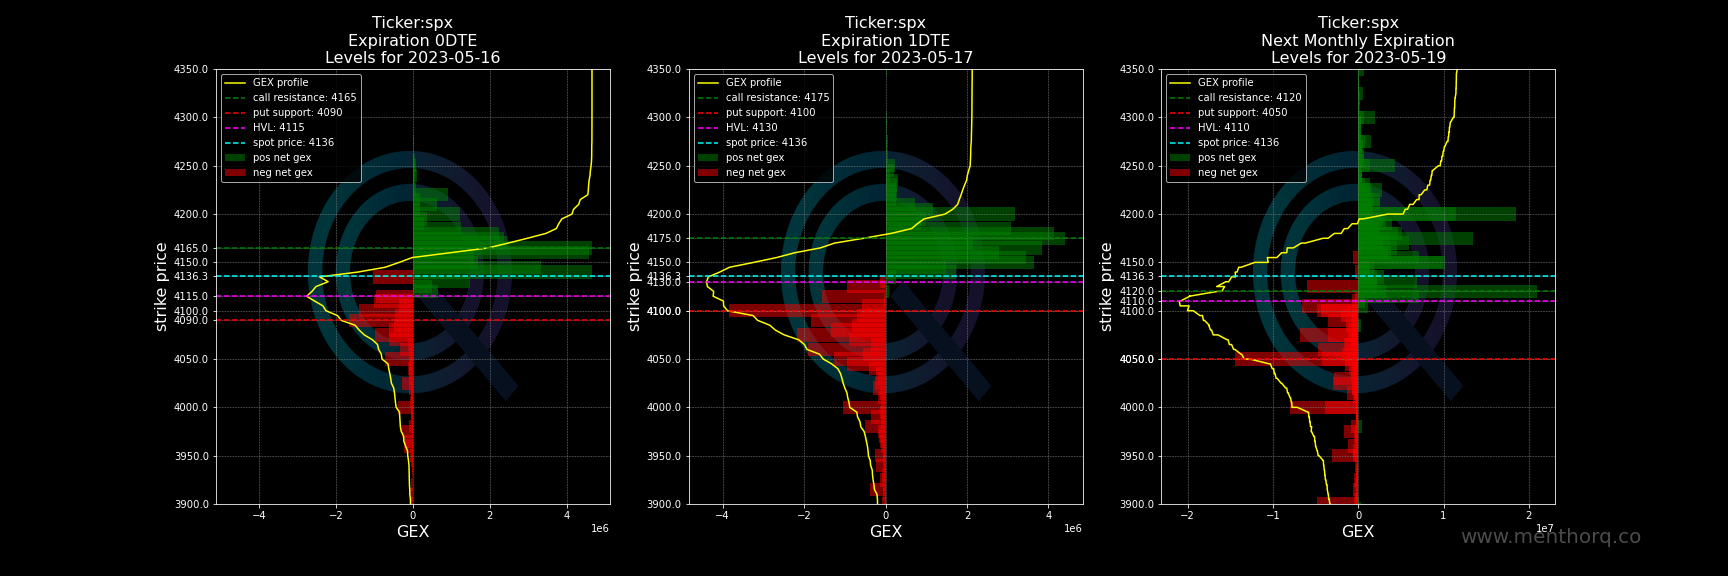 Ticker:spx
Expiration 0DTE
Levels for 2023-05-16
4350.0
4300.0
4250.0
4200.0
4165.0
4136.3
4115.0
4100.0
4090.0
4050.0
4000.0
3950.0
3900.0
strike price
GEX profile
call resistance: 4165
put support: 4090
HVL: 4115
spot price: 4136
pos net gex
neg net gex
−4
−2
0
2
4
1e6
GEX
Ticker:spx
Expiration 1DTE
Levels for 2023-05-17
4350.0
4300.0
4250.0
4200.0
4175.0
4150.0
4136.3
4130.0
4100.0
4050.0
4000.0
3950.0
3900.0
strike price
GEX profile
call resistance: 4175
put support: 4100
HVL: 4130
spot price: 4136
pos net gex
neg net gex
−4
−2
0
2
4
1e6
GEX
Ticker:spx
Next Monthly Expiration
Levels for 2023-05-19
4350.0
4300.0
4250.0
4200.0
4150.0
4136.3
4120.0
4110.0
4100.0
4050.0
4000.0
3950.0
3900.0
strike price
GEX profile
call resistance: 4120
put support: 4050
HVL: 4110
spot price: 4136
pos net gex
neg net gex
−2
−1
0
1
2
1e7
GEX
www.menthorq.co